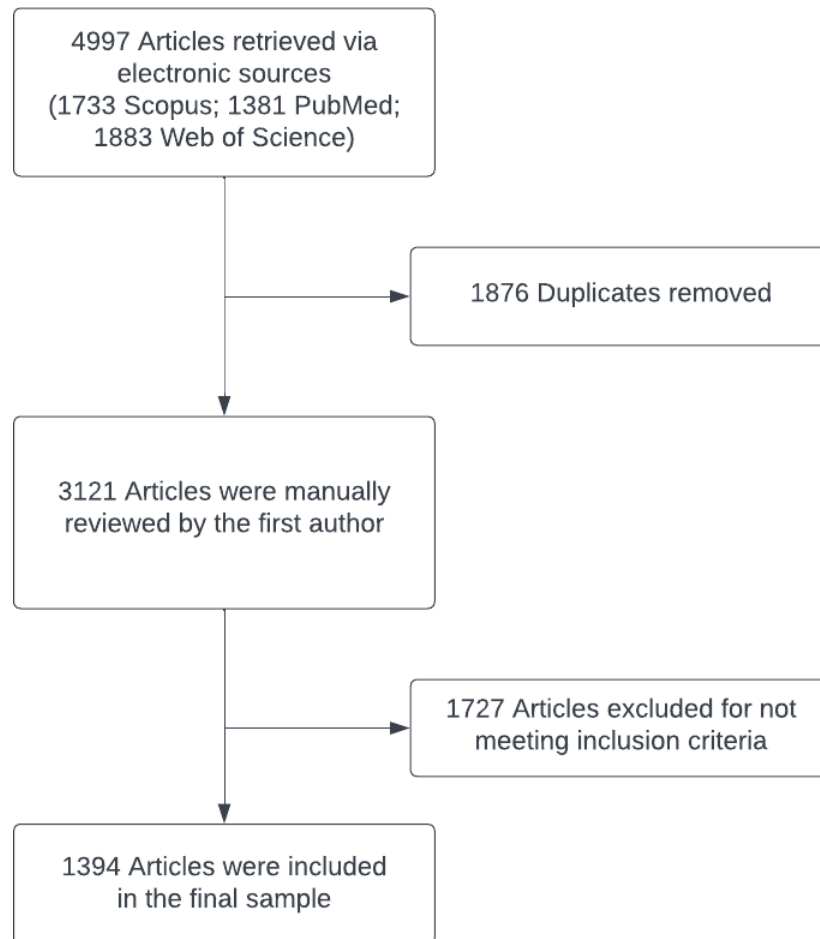 4997 Articles retrieved via
electronic sources
(1733 Scopus; 1381 PubMed;
1883 Web of Science)
1876 Duplicates removed
3121 Articles were manually
reviewed by the first author
1727 Articles excluded for not
meeting inclusion criteria
1394 Articles were included
in the final sample